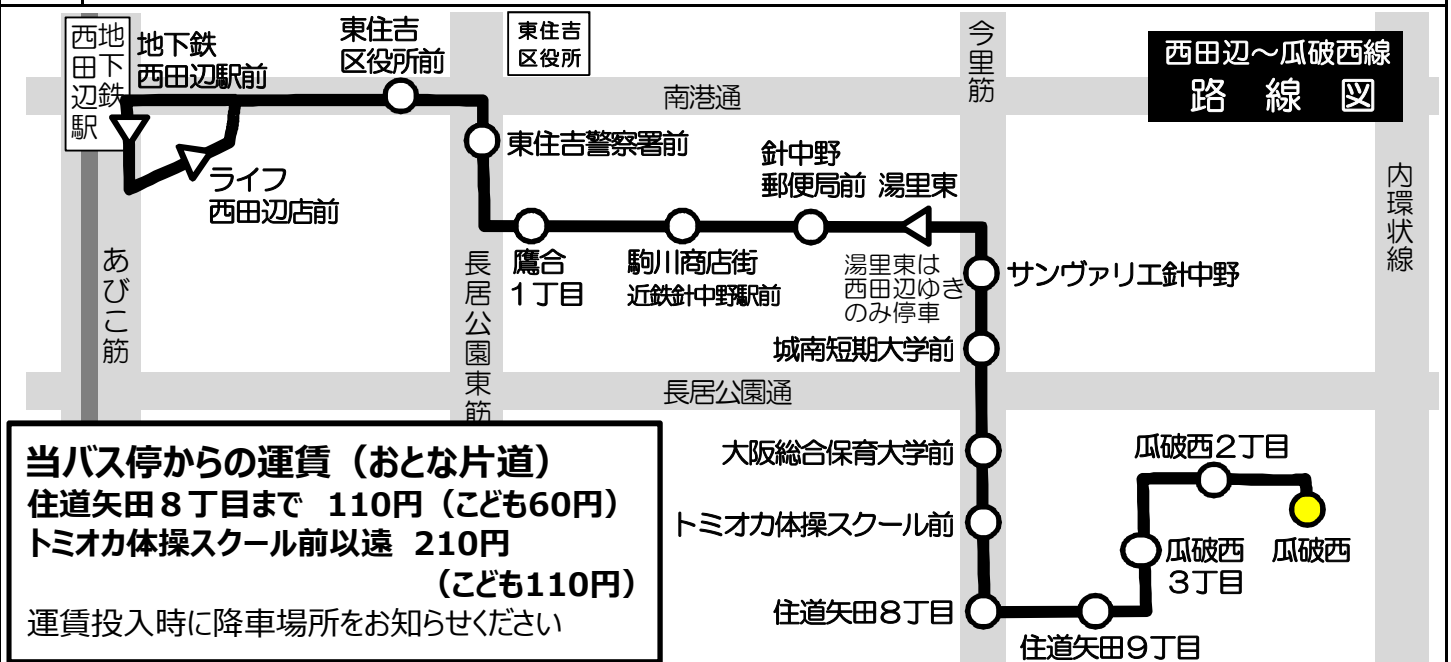 地下鉄
西田辺駅
地下鉄
西田辺駅前
東住吉
区役所前
東住吉
区役所
今里筋
西田辺～瓜破西線
路線図
南港通
東住吉警察署前
針中野
郵便局前
湯里東
ライフ
西田辺店前
内環状線
あびこ筋
長居公園東筋
鷹合
1丁目
駒川商店街
近鉄針中野駅前
湯里東は
西田辺ゆき
のみ停車
サンヴァリエ針中野
城南短期大学前
長居公園通
当バス停からの運賃（おとな片道）
住道矢田８丁目まで 110円（こども60円）
トミオカ体操スクール前以遠 210円
（こども110円）
運賃投入時に降車場所をお知らせください
大阪総合保育大学前
トミオカ体操スクール前
住道矢田8丁目
住道矢田9丁目
瓜破西2丁目
瓜破西
3丁目
瓜破西